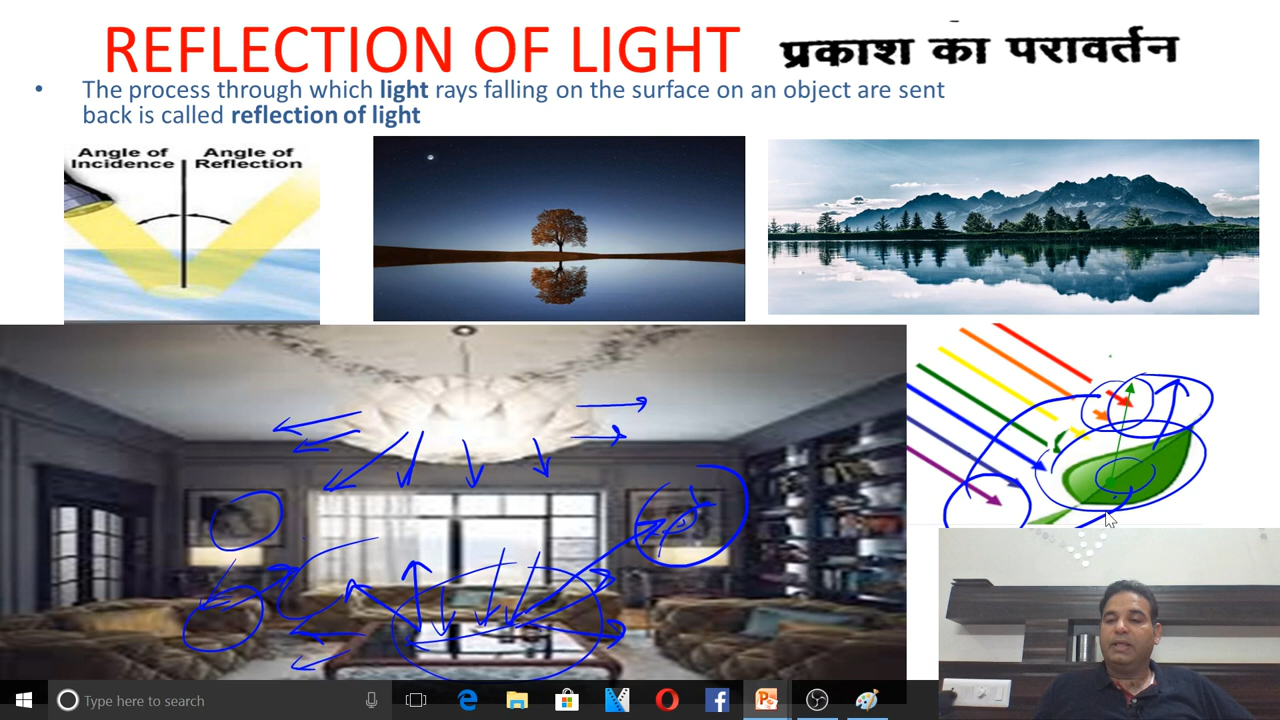 REFLECTION OF LIGHT प्रकाश का परावर्तन
• The process through which light rays falling on the surface on an object are sent
back is called reflection of light
Angle of Incidence
Angle of Reflection
Type here to search